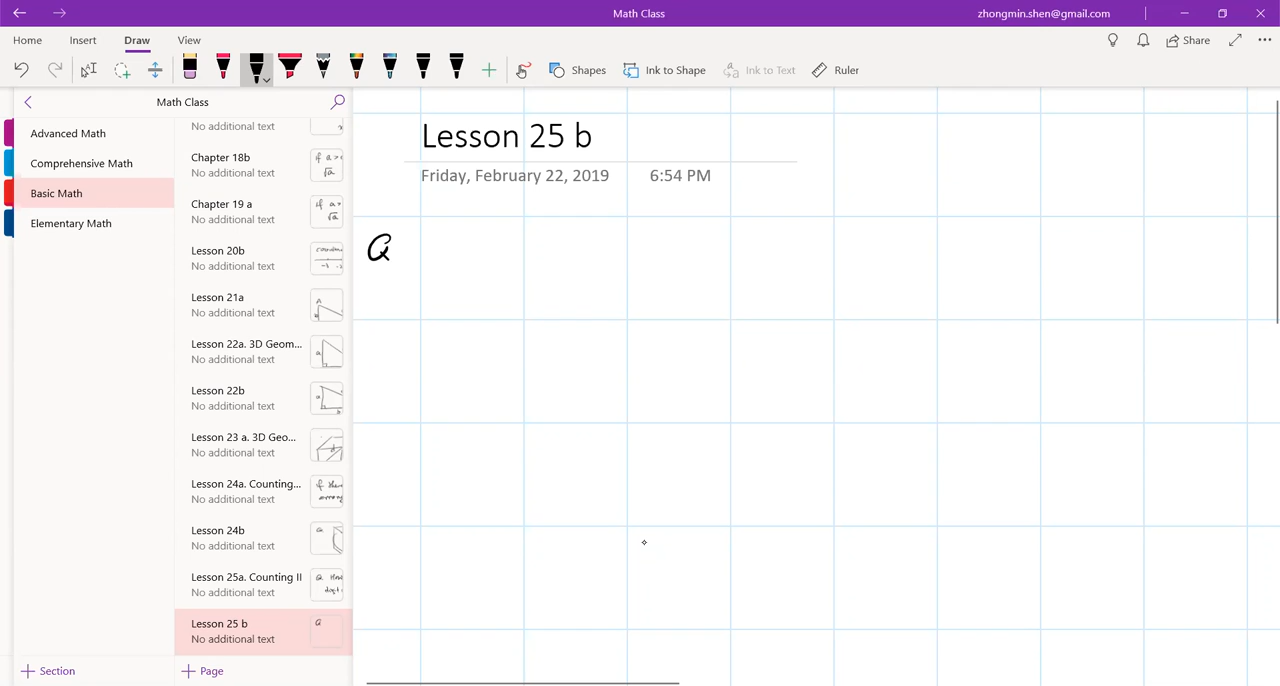 Math Class
zhongmin.shen@gmail.com
Home
Insert
Draw
View
Share
Shapes
Ink to Shape
Ink to Text
Ruler
Math Class
Advanced Math
Comprehensive Math
Basic Math
Elementary Math
No additional text
Chapter 18b
No additional text
Chapter 19 a
No additional text
Lesson 20b
No additional text
Lesson 21a
No additional text
Lesson 22a. 3D Geom...
No additional text
Lesson 22b
No additional text
Lesson 23 a. 3D Geo...
No additional text
Lesson 24a. Counting...
No additional text
Lesson 24b
No additional text
Lesson 25a. Counting II
No additional text
Lesson 25 b
No additional text
Section
Page
Lesson 25 b
Friday, February 22, 2019
6:54 PM
Q